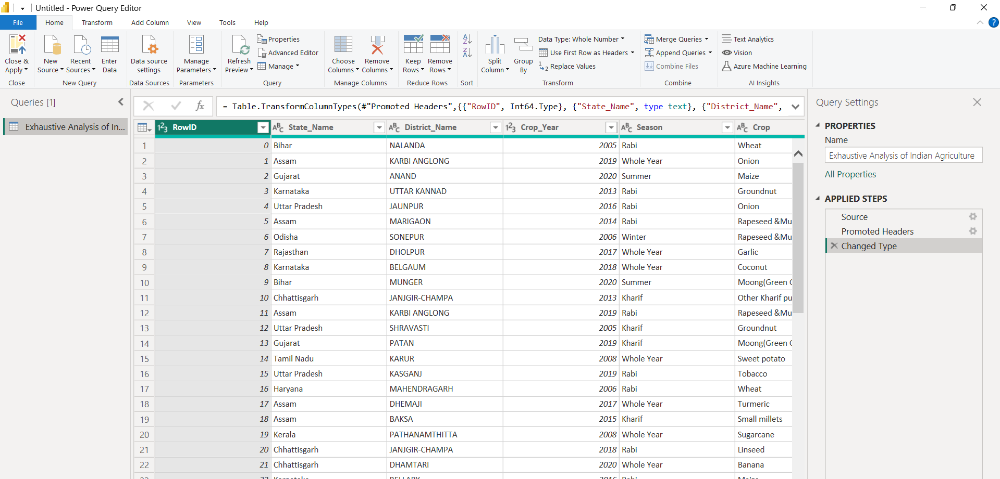 Untitled - Power Query Editor
File Home Transform Add Column View Tools Help
Close & Apply
New Source
Recent Sources
Enter Data
Data source settings
Manage Parameters
Refresh Preview
Properties
Advanced Editor
Manage
Choose Columns
Remove Columns
Keep Rows
Remove Rows
Split Column
Group By
Data Type: Whole Number
Use First Row as Headers
Replace Values
Merge Queries
Append Queries
Combine Files
Text Analytics
Vision
Azure Machine Learning
Close New Query Data Sources Parameters Query Manage Columns Reduce Rows Sort Transform Combine AI Insights
Queries [1]
Exhaustive Analysis of In...
fx = Table.TransformColumnTypes(#"Promoted Headers",{{"RowID", Int64.Type}, {"State_Name", type text}, {"District_Name",
RowID State_Name District_Name Crop_Year Season Crop
1 0 Bihar NALANDA 2005 Rabi Wheat
2 1 Assam KARBI ANGLONG 2019 Whole Year Onion
3 2 Gujarat ANAND 2020 Summer Maize
4 3 Karnataka UTTAR KANNAD 2013 Rabi Groundnut
5 4 Uttar Pradesh JAUNPUR 2016 Rabi Onion
6 5 Assam MARIGAON 2014 Rabi Rapeseed &Mu
7 6 Odisha SONEPUR 2006 Winter Rapeseed &Mu
8 7 Rajasthan DHOLPUR 2017 Whole Year Garlic
9 8 Karnataka BELGAUM 2018 Whole Year Coconut
10 9 Bihar MUNGER 2020 Summer Moong(Green
11 10 Chhattisgarh JANJGIR-CHAMPA 2013 Kharif Other Kharif pu
12 11 Assam KARBI ANGLONG 2019 Rabi Rapeseed &Mu
13 12 Uttar Pradesh SHRAVASTI 2005 Kharif Groundnut
14 13 Gujarat PATAN 2019 Kharif Moong(Green
15 14 Tamil Nadu KARUR 2008 Whole Year Sweet potato
16 15 Uttar Pradesh KASGANJ 2019 Rabi Tobacco
17 16 Haryana MAHENDRAGARH 2006 Rabi Wheat
18 17 Assam DHEMAJI 2017 Whole Year Turmeric
19 18 Assam BAKSA 2015 Kharif Small millets
20 19 Kerala PATHANAMTHITTA 2008 Whole Year Sugarcane
21 20 Chhattisgarh JANJGIR-CHAMPA 2018 Rabi Linseed
22 21 Chhattisgarh DHAMTARI 2020 Whole Year Banana
Query Settings
PROPERTIES
Name
Exhaustive Analysis of Indian Agriculture
All Properties
APPLIED STEPS
Source
Promoted Headers
Changed Type